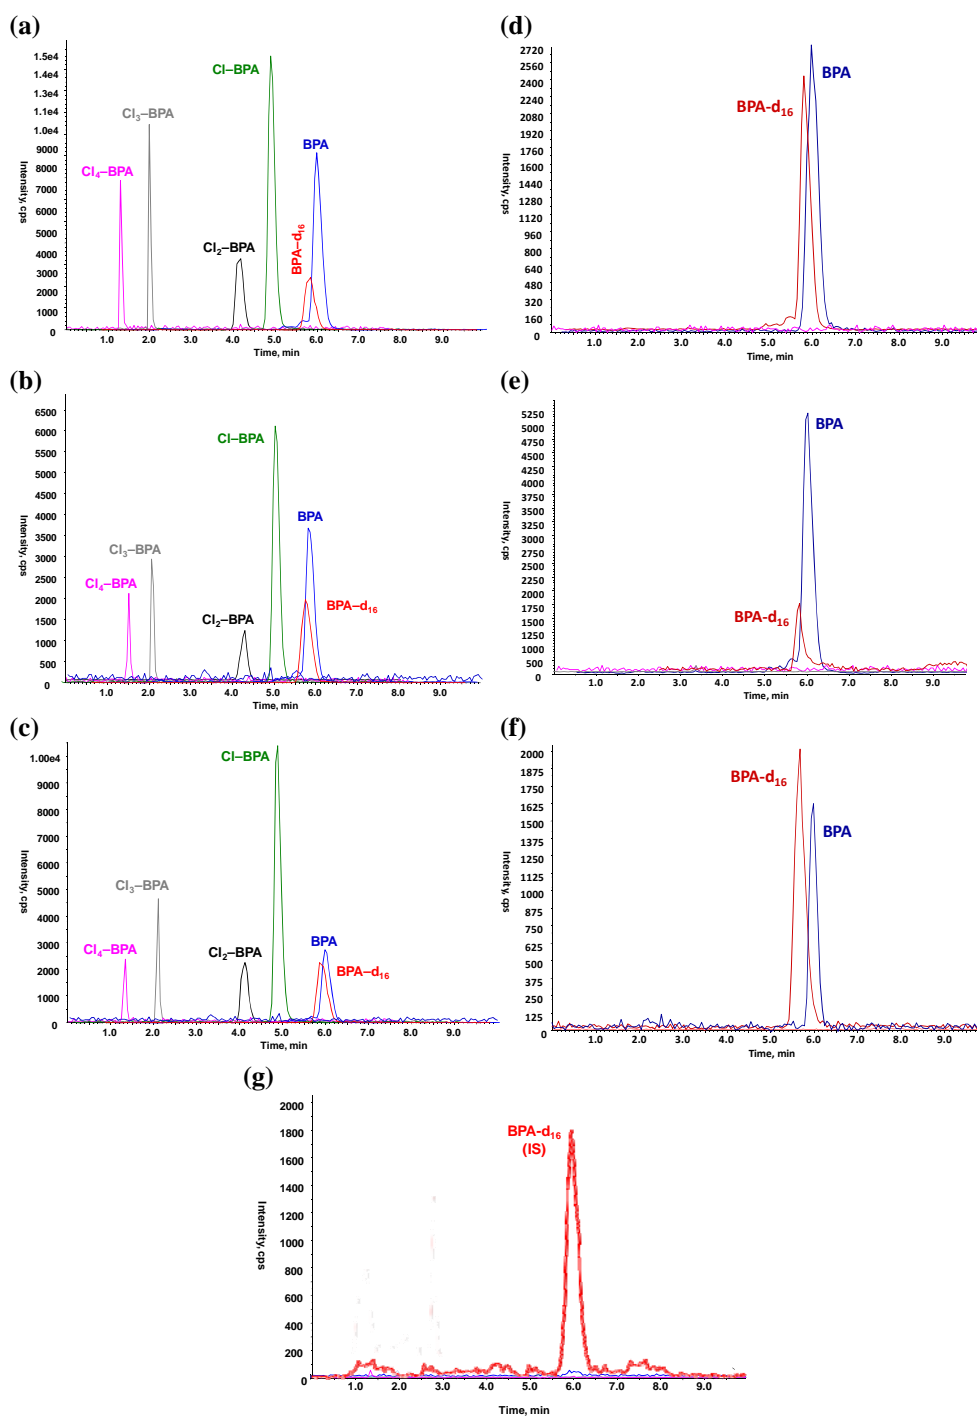 (a)
1.5e4
1.4e4
1.3e4
1.1e4
1.0e4
9000
8000
7000
6000
5000
4000
3000
2000
1000
0
Intensity, cps
Cl4–BPA
Cl3–BPA
Cl2–BPA
Cl–BPA
BPA–d16
BPA
1.0 2.0 3.0 4.0 5.0 6.0 7.0 8.0 9.0
Time, min
(d)
2720
2400
2240
2080
1920
1760
1600
1440
1280
1120
960
800
640
480
320
160
0
Intensity, cps
BPA-d16
BPA
1.0 2.0 3.0 4.0 5.0 6.0 7.0 8.0 9.0
Time, min
(b)
6500
6000
5500
5000
4500
4000
3500
3000
2500
2000
1500
1000
500
0
Intensity, cps
Cl4–BPA
Cl3–BPA
Cl2–BPA
Cl–BPA
BPA
BPA–d16
1.0 2.0 3.0 4.0 5.0 6.0 7.0 8.0 9.0
Time, min
(e)
5250
5000
4750
4500
4250
4000
3750
3500
3250
3000
2750
2500
2250
2000
1750
1500
1250
1000
750
500
0
Intensity, cps
BPA
BPA-d16
1.0 2.0 3.0 4.0 5.0 6.0 7.0 8.0 9.0
Time, min
(c)
1.00e4
9000
8000
7000
6000
5000
4000
3000
2000
1000
0
Intensity, cps
Cl4–BPA
Cl3–BPA
Cl2–BPA
Cl–BPA
BPA
BPA–d16
1.0 2.0 3.0 4.0 5.0 6.0 7.0 8.0 9.0
Time, min
(f)
2000
1875
1750
1625
1500
1375
1250
1125
1000
875
750
625
500
375
250
125
0
Intensity, cps
BPA-d16
BPA
1.0 2.0 3.0 4.0 5.0 6.0 7.0 8.0 9.0
Time, min
(g)
2000
1800
1600
1400
1200
1000
800
600
400
200
0
Intensity, cps
BPA-d16
(IS)
1.0 2.0 3.0 4.0 5.0 6.0 7.0 8.0 9.0
Time, min